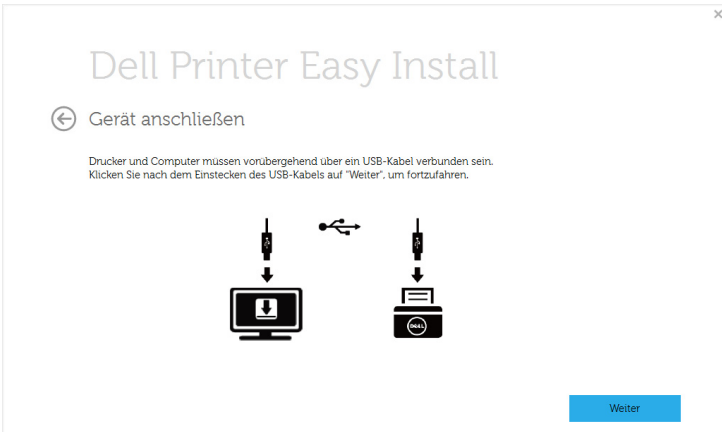 Dell Printer Easy Install
Gerät anschließen
Drucker und Computer müssen vorübergehend über ein USB-Kabel verbunden sein.
Klicken Sie nach dem Einstecken des USB-Kabels auf "Weiter", um fortzufahren.
DELL
Weiter